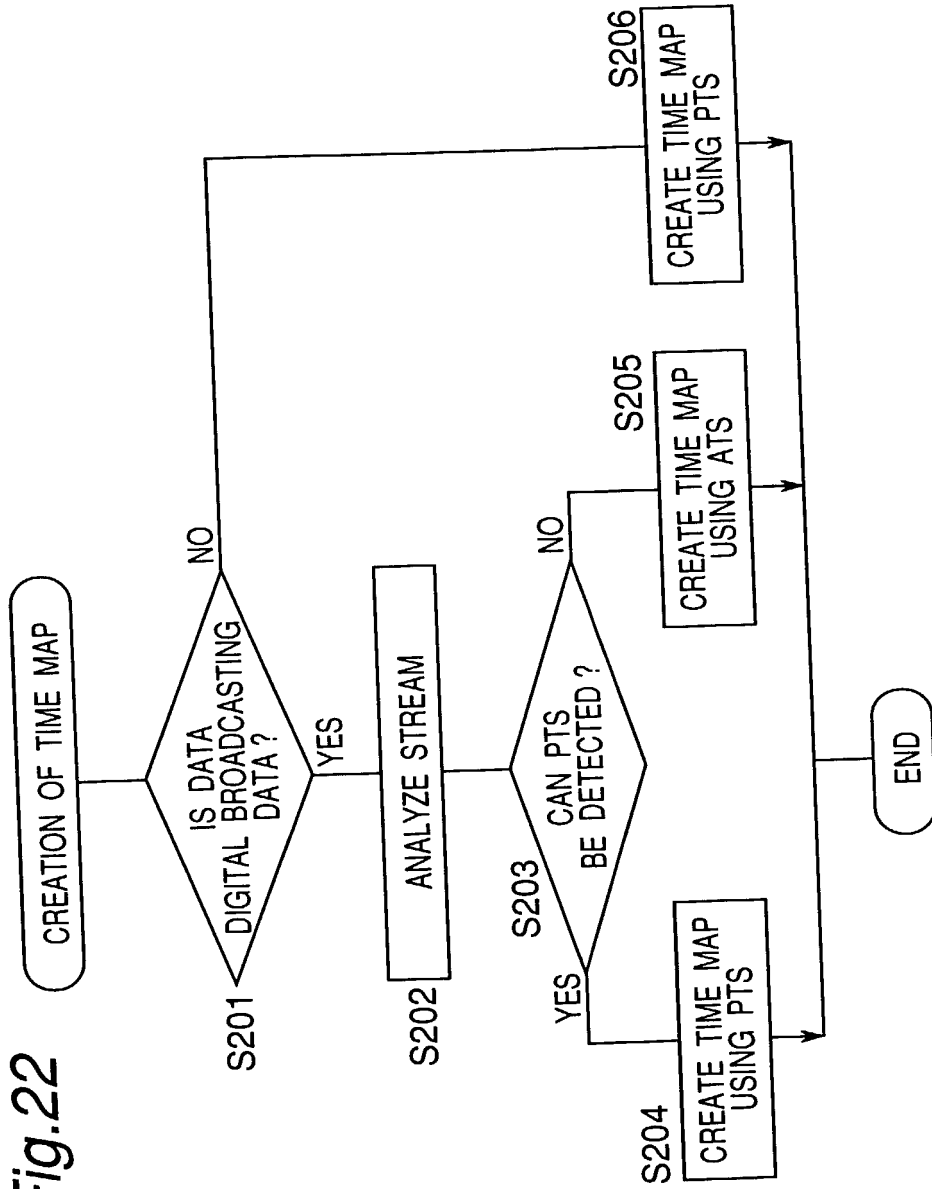 Fig.22
CREATION OF TIME MAP
S201
IS DATA
DIGITAL BROADCASTING
DATA?
NO
YES
S202
ANALYZE STREAM
S203
CAN PTS
BE DETECTED?
YES
NO
S204
CREATE TIME MAP
USING PTS
S205
CREATE TIME MAP
USING ATS
S206
CREATE TIME MAP
USING PTS
END